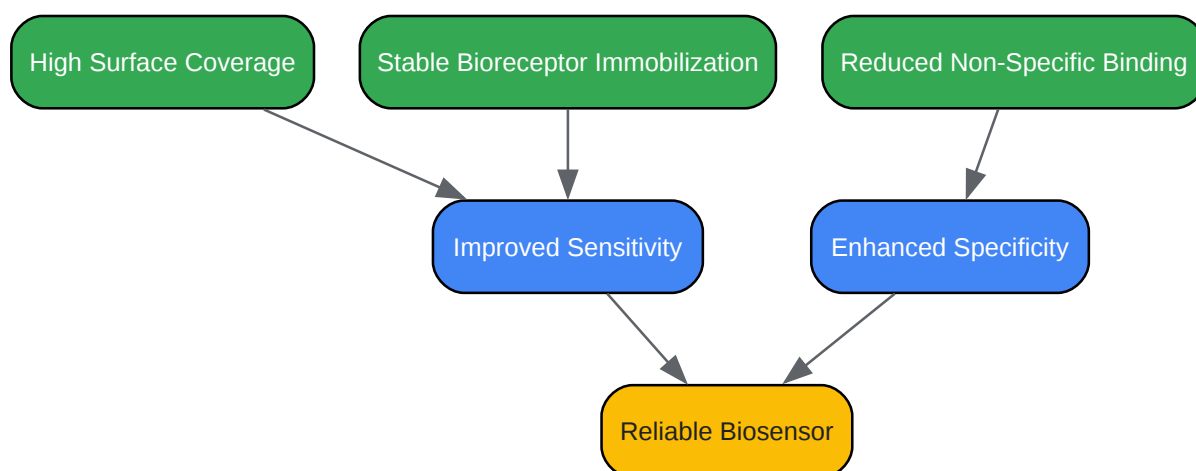 High Surface Coverage
Stable Bioreceptor Immobilization
Reduced Non-Specific Binding
Improved Sensitivity
Enhanced Specificity
Reliable Biosensor